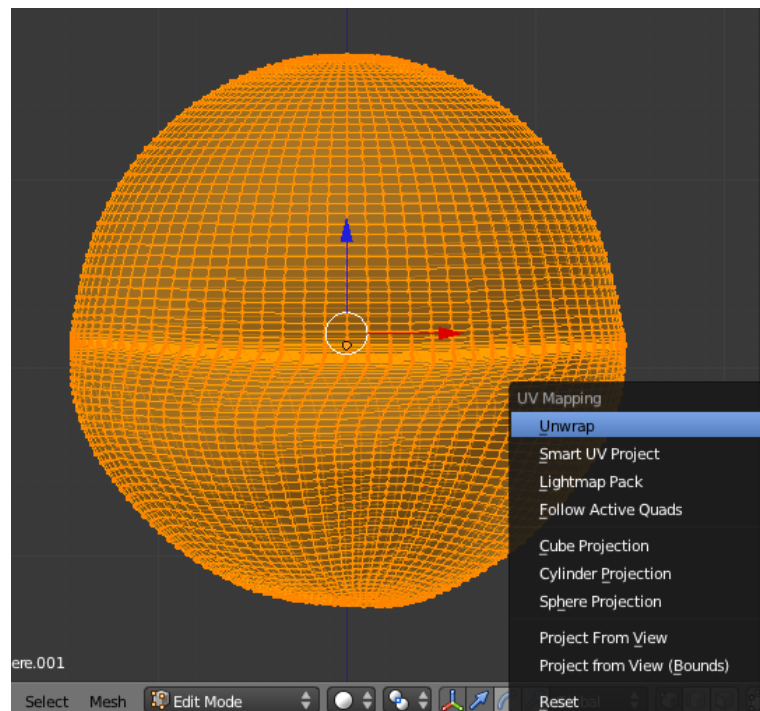 UV Mapping
Unwrap
Smart UV Project
Lightmap Pack
Follow Active Quads
Cube Projection
Cylinder Projection
Sphere Projection
Project From View
Project from View (Bounds)
Reset
ere.001
Select Mesh Edit Mode